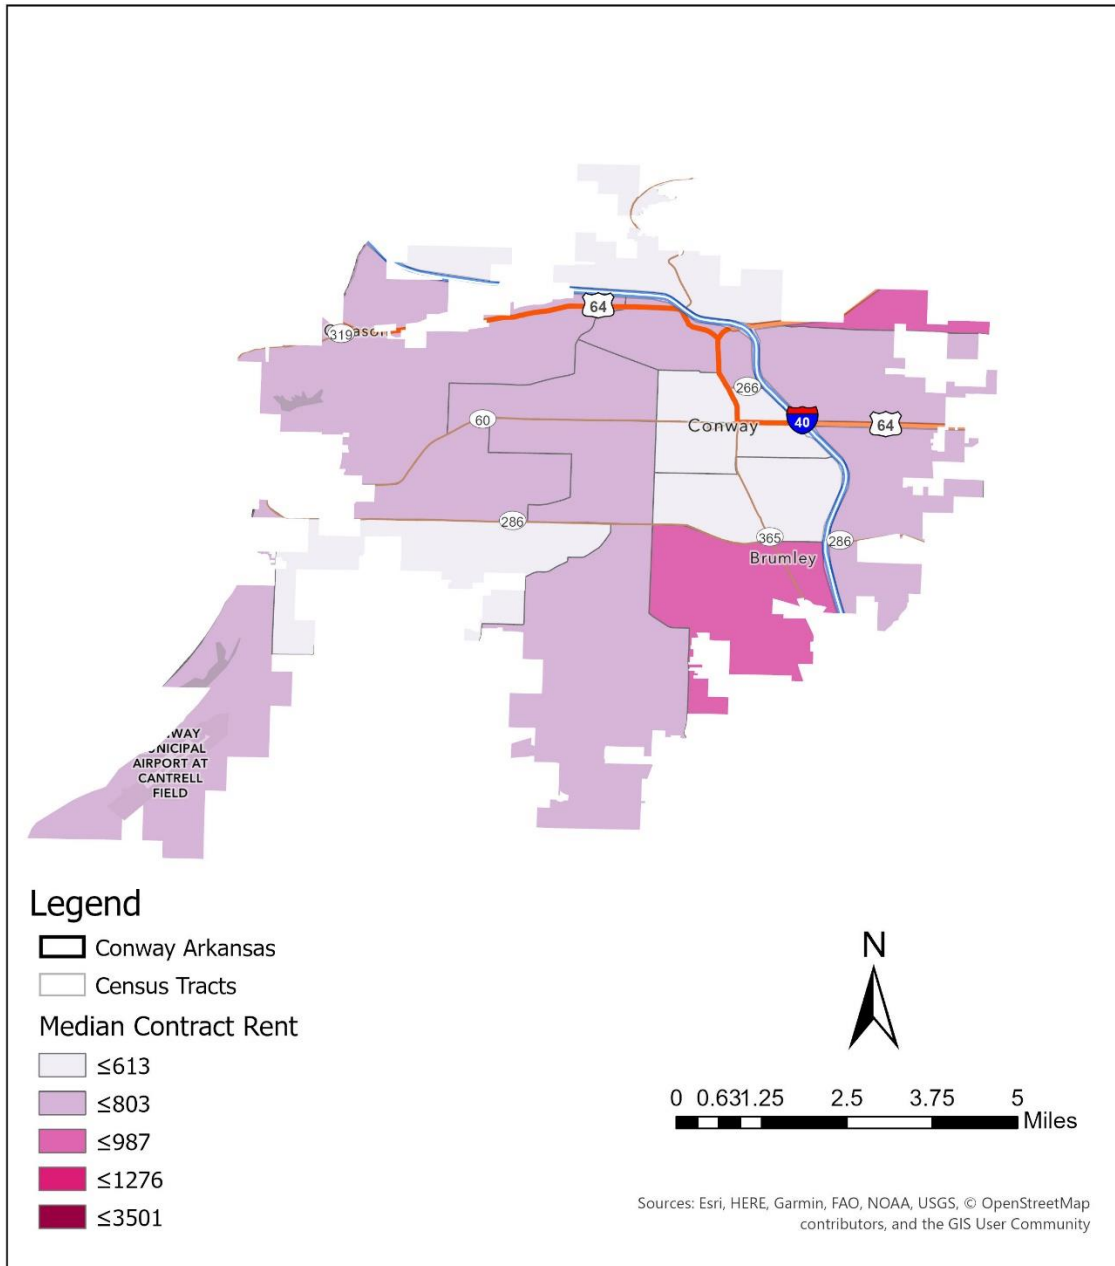 64
319
266
60
Conway
40
64
286
365
286
Brumley
AIRPORT AT
CANTRELL
FIELD
Legend
Conway Arkansas
Census Tracts
Median Contract Rent
≤613
≤803
≤987
≤1276
≤3501
N
0 0.631.25 2.5 3.75 5
Miles
Sources: Esri, HERE, Garmin, FAO, NOAA, USGS, © OpenStreetMap
contributors, and the GIS User Community